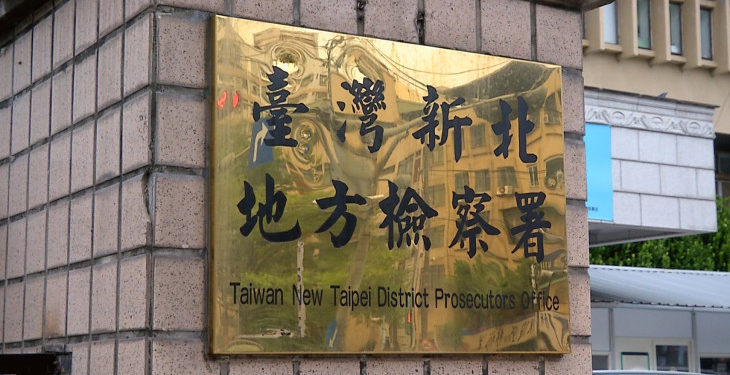 臺灣新北
地方檢察署
Taiwan New Taipei District Prosecutors Office